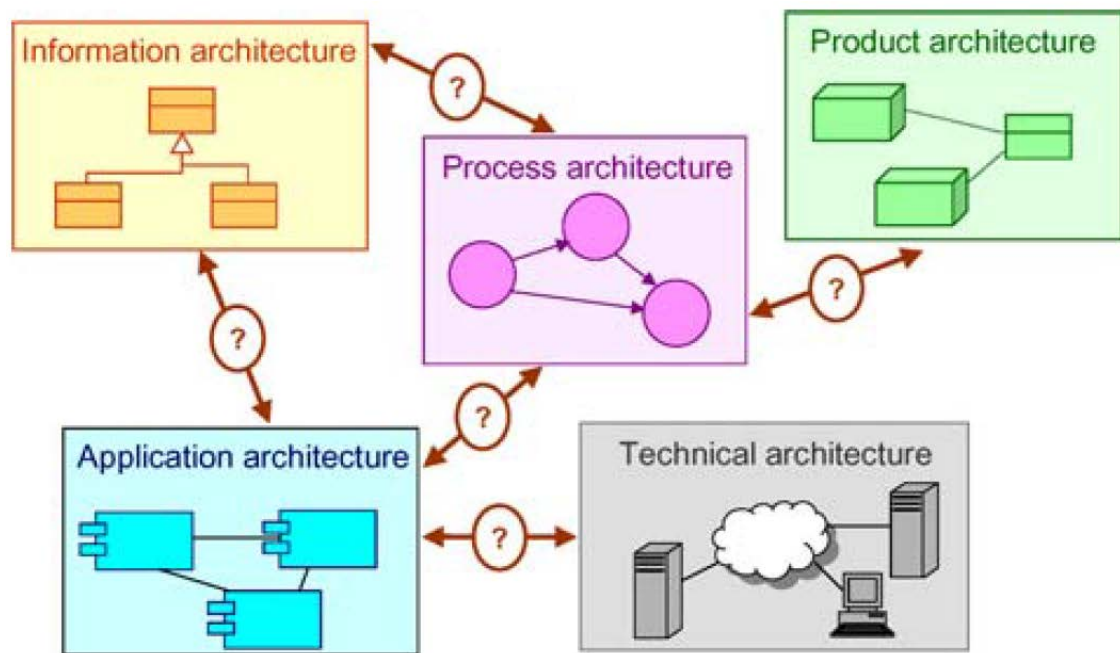 Information architecture
?
Product architecture
Process architecture
?
?
?
Application architecture
?
Technical architecture